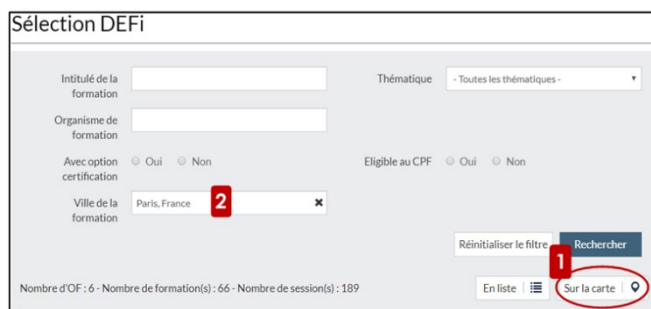 Sélection DEFi
Intitulé de la formation
Thématique
- Toutes les thématiques -
Organisme de formation
Avec option certification
Oui
Non
Eligible au CPF
Oui
Non
Ville de la formation
Paris, France
2
Réinitialiser le filtre
Rechercher
1
Nombre d'OF : 6 - Nombre de formation(s) : 66 - Nombre de session(s) : 189
En liste
Sur la carte